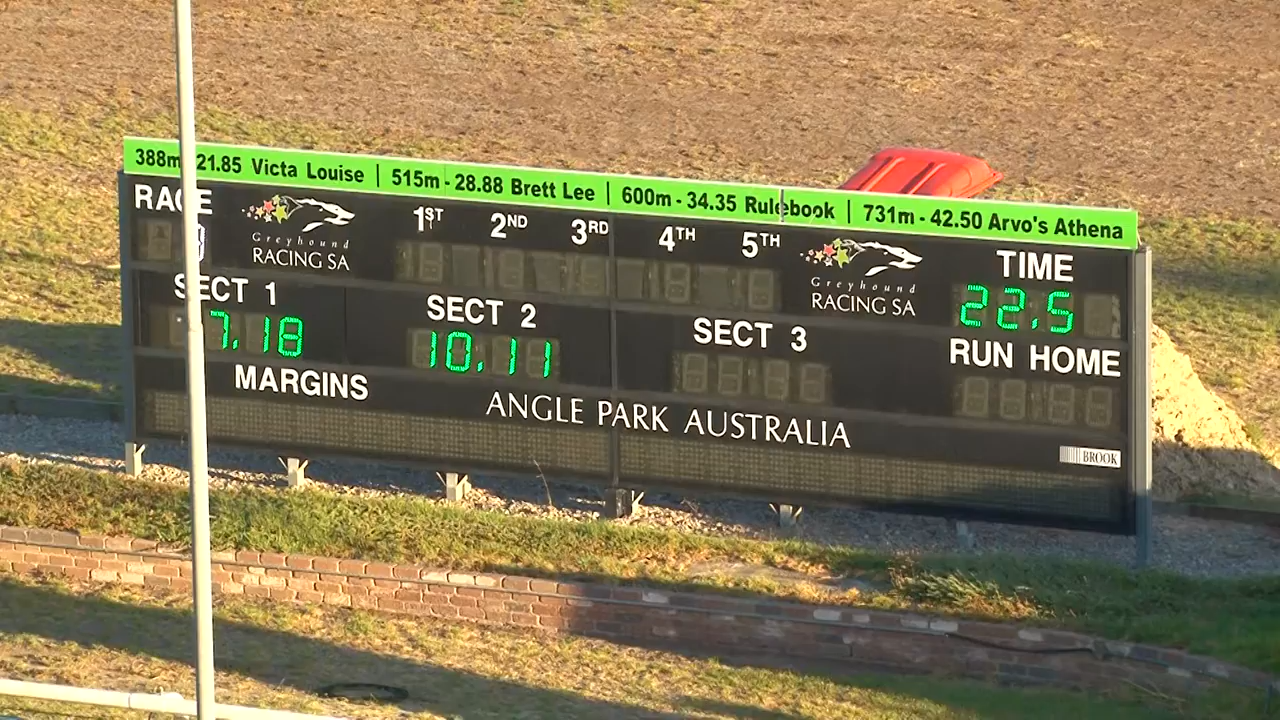 388m 21.85 Victa Louise | 515m - 28.88 Brett Lee | 600m - 34.35 Rulebook | 731m - 42.50 Arvo's Athena
RACE
Greyhound
RACING SA
1ST 2ND 3RD 4TH 5TH
Greyhound
RACING SA
TIME
22.5
SECT 1
7.18
SECT 2
10.11
SECT 3
RUN HOME
MARGINS
ANGLE PARK AUSTRALIA
BROOK